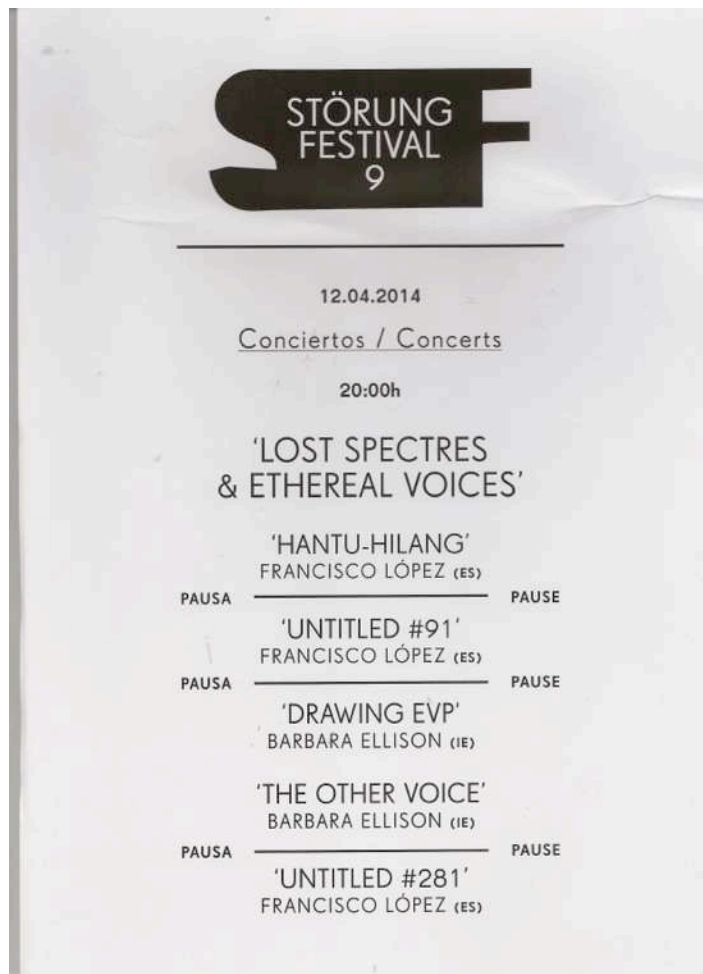 STÖRUNG
FESTIVAL
9
12.04.2014
Conciertos / Concerts
20:00h
‘LOST SPECTRES
& ETHEREAL VOICES’
‘HANTU-HILANG’
FRANCISCO LÓPEZ (ES)
PAUSA PAUSE
‘UNTITLED #91’
FRANCISCO LÓPEZ (ES)
PAUSA PAUSE
‘DRAWING EVP’
BARBARA ELLISON (IE)
‘THE OTHER VOICE’
BARBARA ELLISON (IE)
PAUSA PAUSE
‘UNTITLED #281’
FRANCISCO LÓPEZ (ES)